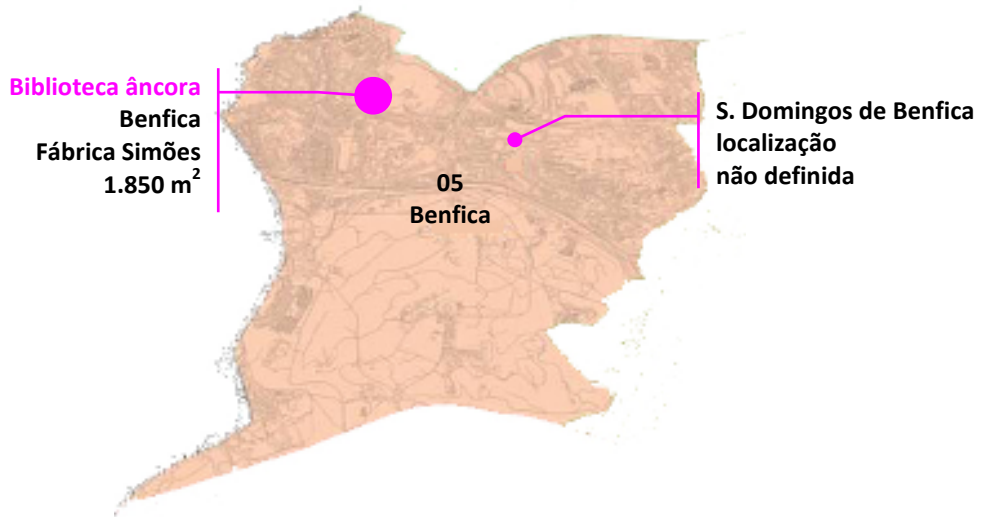 Biblioteca âncora
Benfica
Fábrica Simões
1.850 m²
S. Domingos de Benfica
localização
não definida
05
Benfica